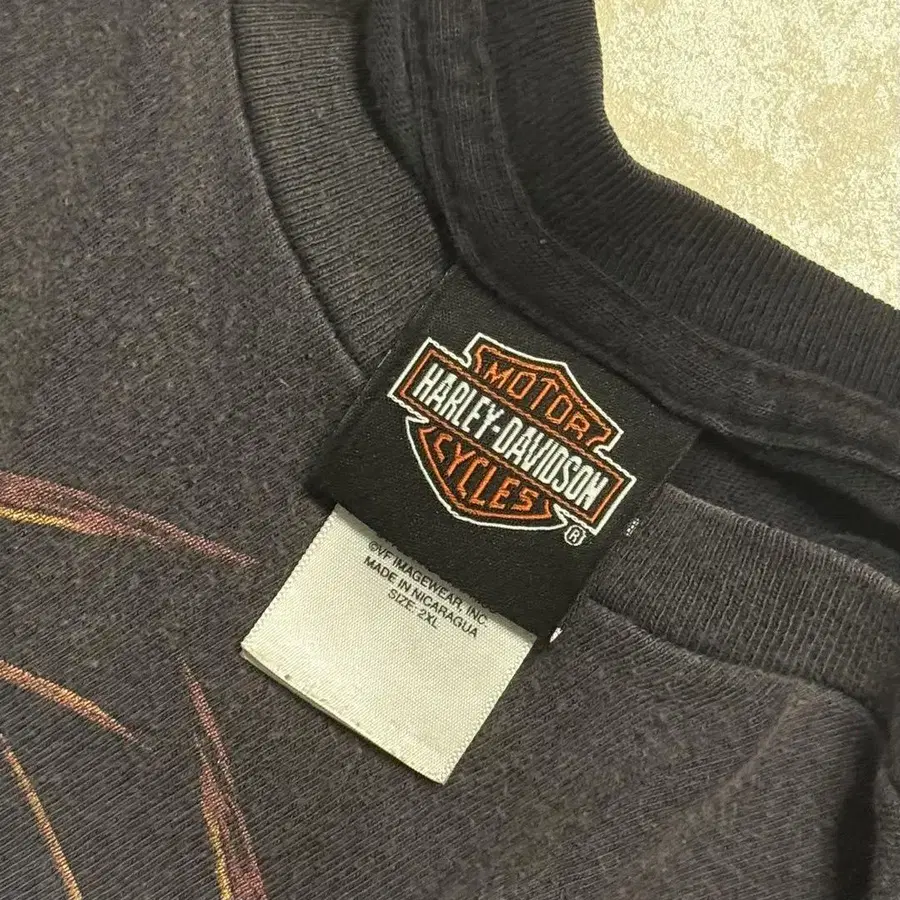 MOTOR
HARLEY-DAVIDSON
CYCLES
®
©VF IMAGEWEAR, INC.
MADE IN NICARAGUA
SIZE: 2XL